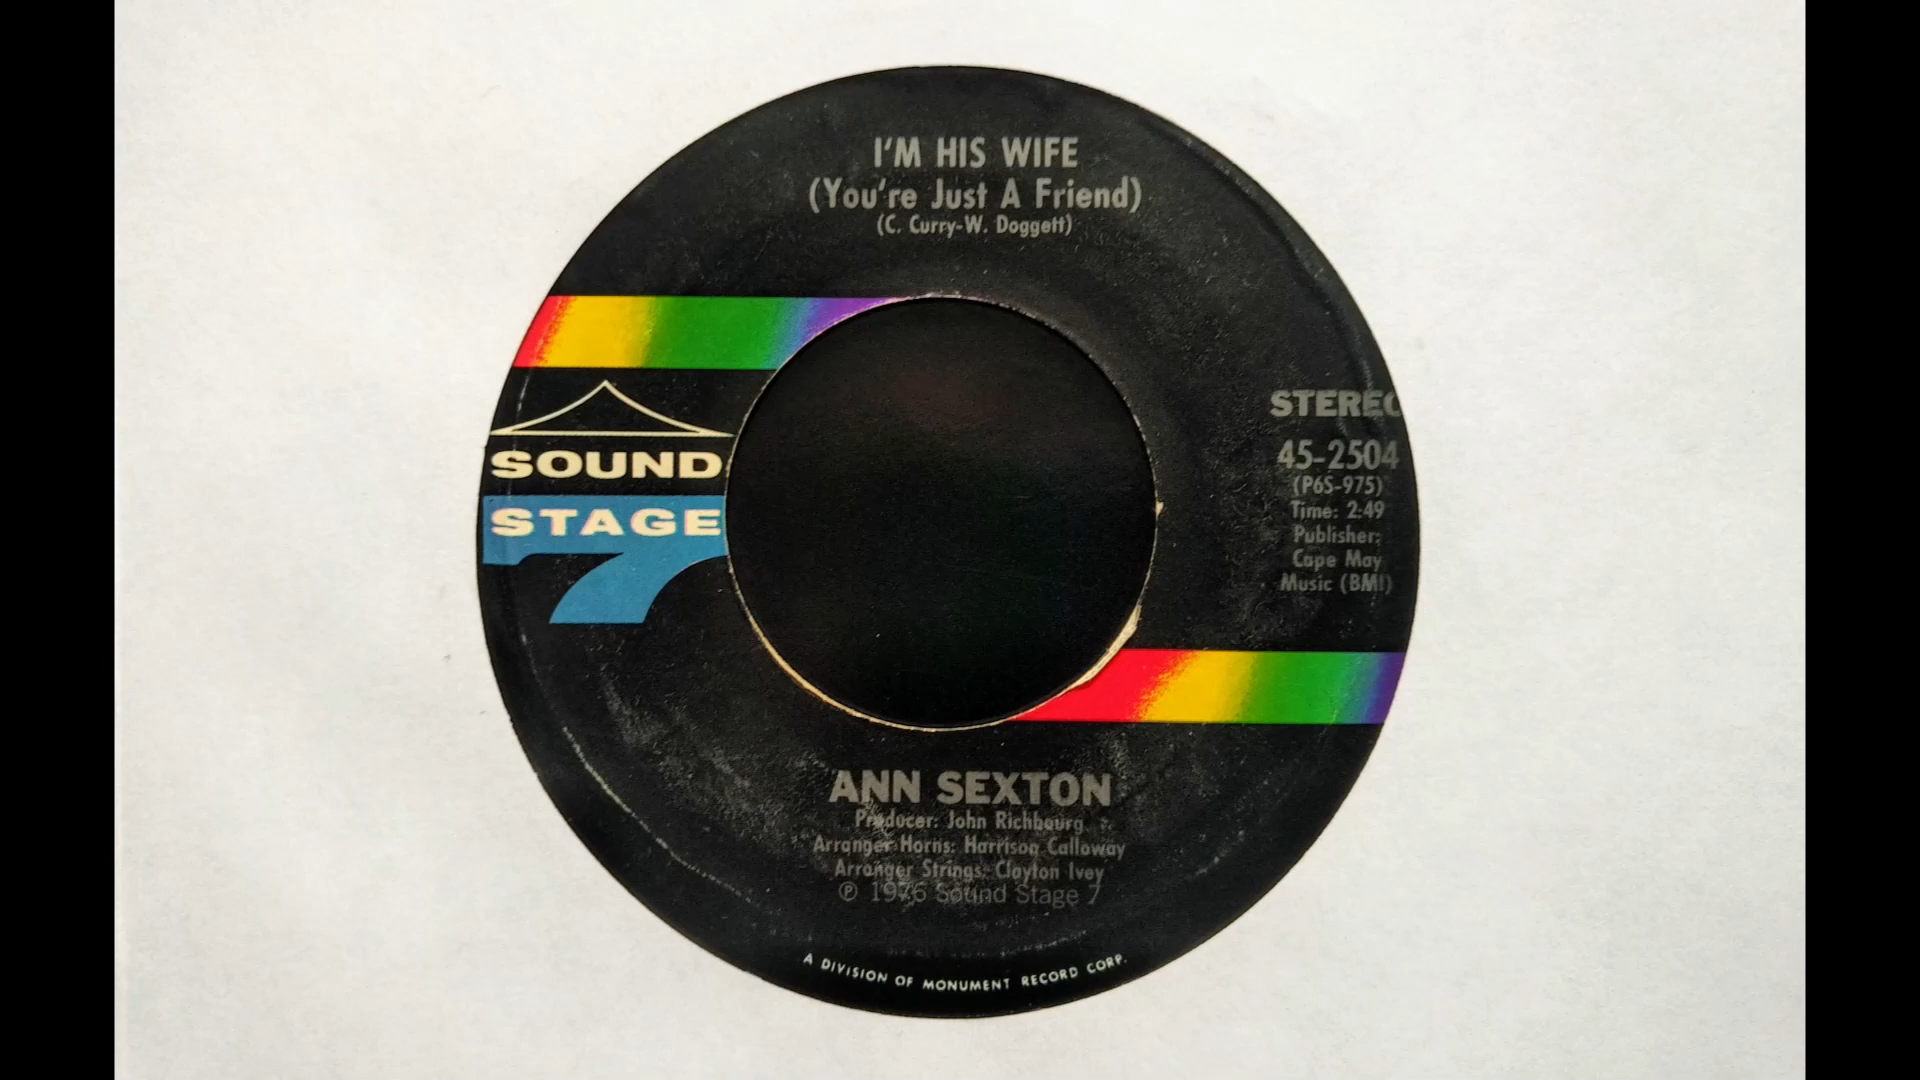 I'M HIS WIFE
(You're Just A Friend)
(C. Curry-W. Doggett)
SOUND
STAGE
7
STEREO
45-2504
(P6S-975)
Time: 2:49
Publisher:
Cape May
Music (BMI)
ANN SEXTON
Producer: John Richbourg
Arranger Horns: Harrison Calloway
Arranger Strings: Clayton Ivey
℗ 1976 Sound Stage 7
A DIVISION OF MONUMENT RECORD CORP.